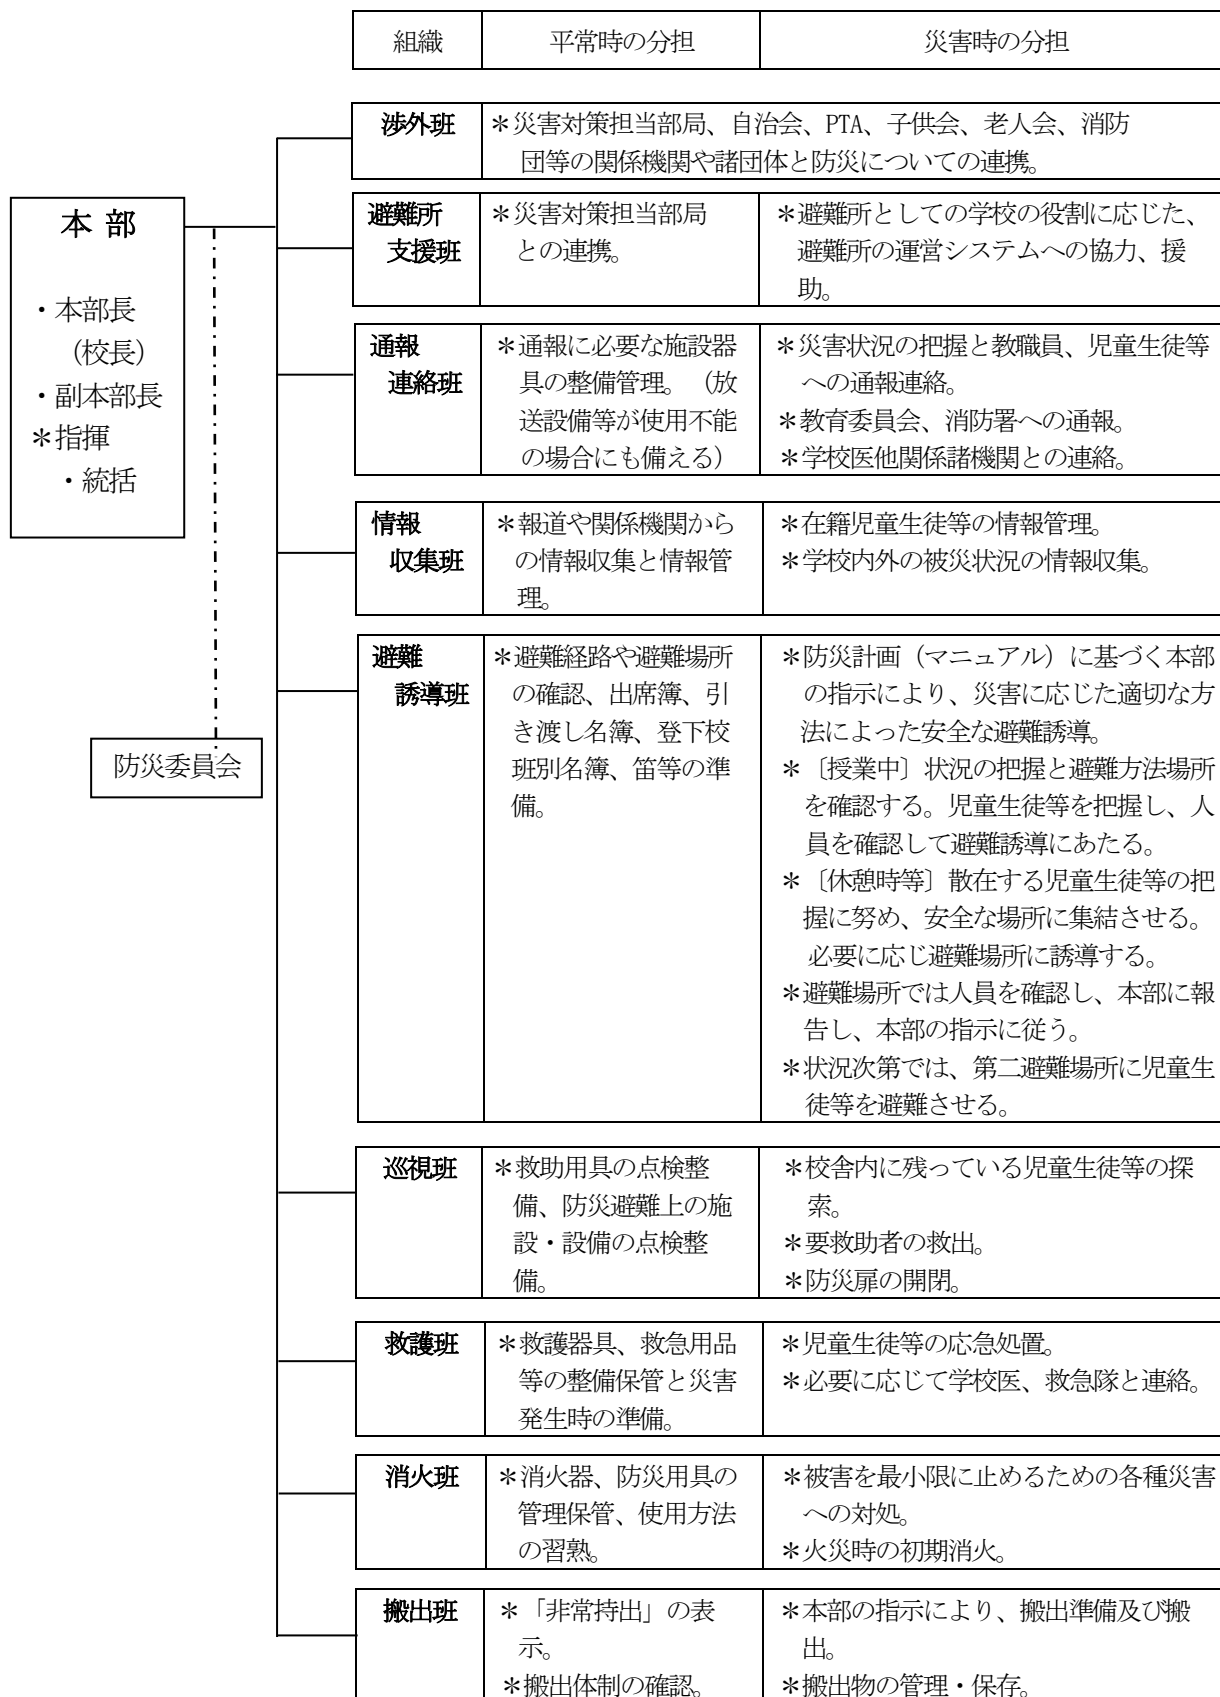 組織 平常時の分担 災害時の分担
渉外班
＊災害対策担当部局、自治会、PTA、子供会、老人会、消防
団等の関係機関や諸団体と防災についての連携。
本 部
・本部長
（校長）
・副本部長
＊指揮
・統括
防災委員会
避難所
支援班
＊災害対策担当部局
との連携。
＊避難所としての学校の役割に応じた、
避難所の運営システムへの協力、援
助。
通報
連絡班
＊通報に必要な施設器
具の整備管理。（放
送設備等が使用不能
の場合にも備える）
＊災害状況の把握と教職員、児童生徒等
への通報連絡。
＊教育委員会、消防署への通報。
＊学校医他関係諸機関との連絡。
情報
収集班
＊報道や関係機関から
の情報収集と情報管
理。
＊在籍児童生徒等の情報管理。
＊学校内外の被災状況の情報収集。
避難
誘導班
＊避難経路や避難場所
の確認、出席簿、引
き渡し名簿、登下校
班別名簿、笛等の準
備。
＊防災計画（マニュアル）に基づく本部
の指示により、災害に応じた適切な方
法によった安全な避難誘導。
＊〔授業中〕状況の把握と避難方法場所
を確認する。児童生徒等を把握し、人
員を確認して避難誘導にあたる。
＊〔休憩時等〕散在する児童生徒等の把
握に努め、安全な場所に集結させる。
必要に応じ避難場所に誘導する。
＊避難場所では人員を確認し、本部に報
告し、本部の指示に従う。
＊状況次第では、第二避難場所に児童生
徒等を避難させる。
巡視班
＊救助用具の点検整
備、防災避難上の施
設・設備の点検整
備。
＊校舎内に残っている児童生徒等の探
索。
＊要救助者の救出。
＊防災扉の開閉。
救護班
＊救護器具、救急用品
等の整備保管と災害
発生時の準備。
＊児童生徒等の応急処置。
＊必要に応じて学校医、救急隊と連絡。
消火班
＊消火器、防災用具の
管理保管、使用方法
の習熟。
＊被害を最小限に止めるための各種災害
への対処。
＊火災時の初期消火。
搬出班
＊「非常持出」の表
示。
＊搬出体制の確認。
＊本部の指示により、搬出準備及び搬
出。
＊搬出物の管理・保存。